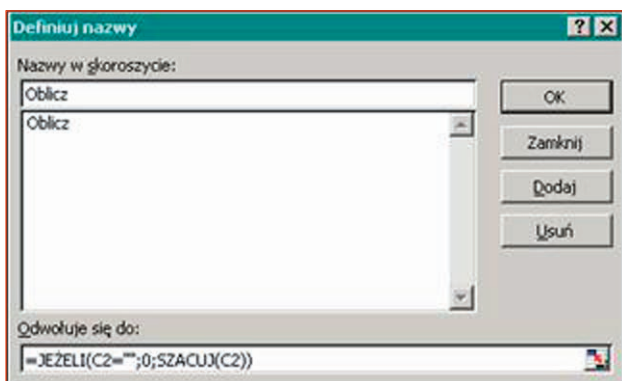 Definiuj nazwy
Nazwy w skoroszycie:
Oblicz
OK
Oblicz
Zamknij
Dodaj
Usuń
Odwołuje się do:
=JEŻELI(C2="";0;SZACUJ(C2))